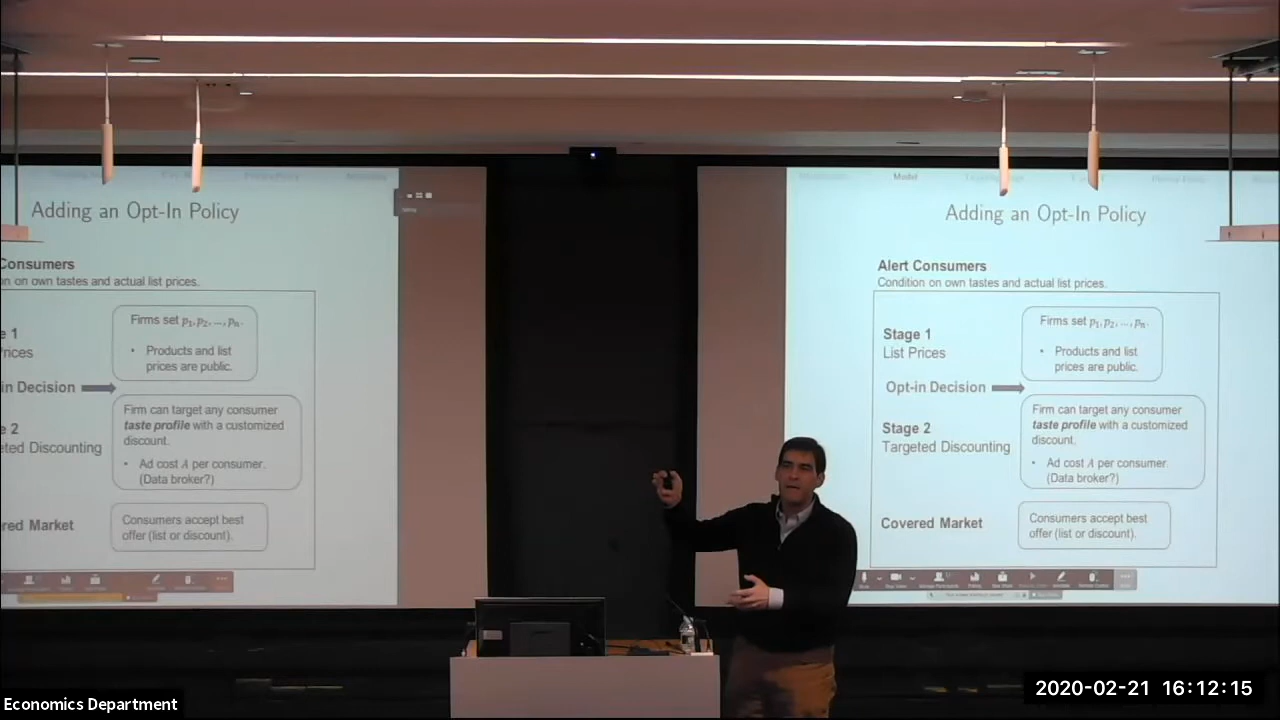 Adding an Opt-In Policy
Consumers
on on own tastes and actual list prices.
e 1
Prices
Firms set p₁, p₂, ..., pₙ.
• Products and list
prices are public.
in Decision
e 2
eted Discounting
Firm can target any consumer
taste profile with a customized
discount.
• Ad cost A per consumer.
(Data broker?)
red Market
Consumers accept best
offer (list or discount).
Model
Adding an Opt-In Policy
Alert Consumers
Condition on own tastes and actual list prices.
Stage 1
List Prices
Firms set p₁, p₂, ..., pₙ.
• Products and list
prices are public.
Opt-in Decision
Stage 2
Targeted Discounting
Firm can target any consumer
taste profile with a customized
discount.
• Ad cost A per consumer.
(Data broker?)
Covered Market
Consumers accept best
offer (list or discount).
Economics Department
2020-02-21 16:12:15